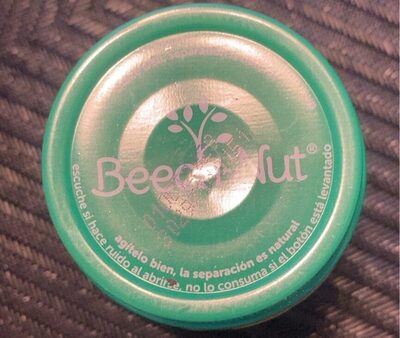 Beech-Nut®
agítelo bien, la separación es natural
escuche si hace ruido al abrirse, no lo consuma si el botón está levantado